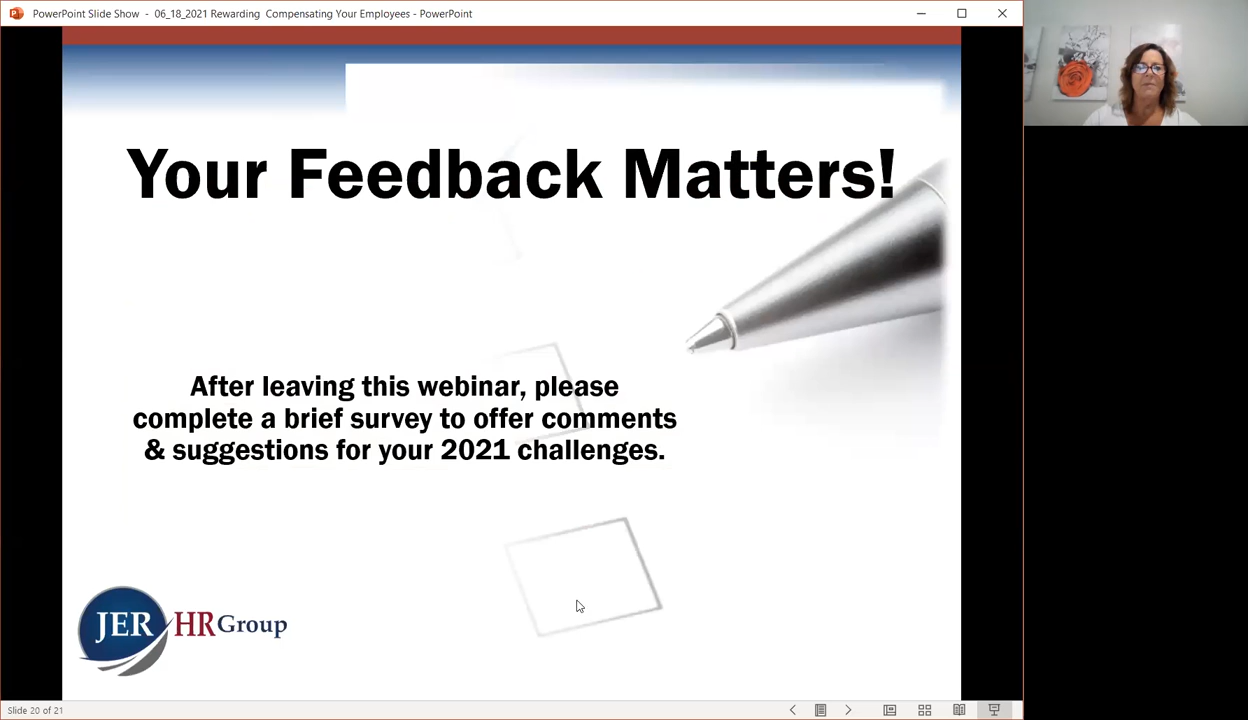 PowerPoint Slide Show - 06_18_2021 Rewarding Compensating Your Employees - PowerPoint
Your Feedback Matters!
After leaving this webinar, please
complete a brief survey to offer comments
& suggestions for your 2021 challenges.
JER HR Group
Slide 20 of 21